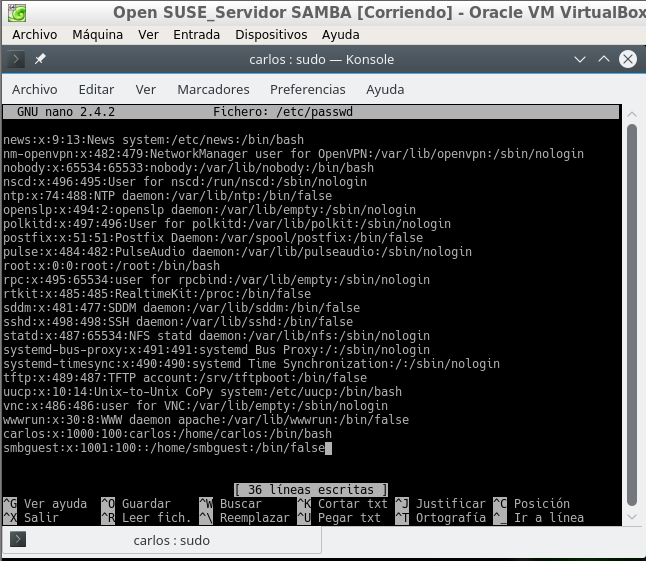 Open SUSE_Servidor SAMBA [Corriendo] - Oracle VM VirtualBox
Archivo Máquina Ver Entrada Dispositivos Ayuda
carlos : sudo — Konsole
Archivo Editar Ver Marcadores Preferencias Ayuda
GNU nano 2.4.2 Fichero: /etc/passwd
news:x:9:13:News system:/etc/news:/bin/bash
nm-openvpn:x:482:479:NetworkManager user for OpenVPN:/var/lib/openvpn:/sbin/nologin
nobody:x:65534:65533:nobody:/var/lib/nobody:/bin/bash
nscd:x:496:495:User for nscd:/run/nscd:/sbin/nologin
ntp:x:74:488:NTP daemon:/var/lib/ntp:/bin/false
openslp:x:494:2:openslp daemon:/var/lib/empty:/sbin/nologin
polkitd:x:497:496:User for polkitd:/var/lib/polkit:/sbin/nologin
postfix:x:51:51:Postfix Daemon:/var/spool/postfix:/bin/false
pulse:x:484:482:PulseAudio daemon:/var/lib/pulseaudio:/sbin/nologin
root:x:0:0:root:/root:/bin/bash
rpc:x:495:65534:user for rpcbind:/var/lib/empty:/sbin/nologin
rtkit:x:485:485:RealtimeKit:/proc:/bin/false
sddm:x:481:477:SDDM daemon:/var/lib/sddm:/bin/false
sshd:x:498:498:SSH daemon:/var/lib/sshd:/bin/false
statd:x:487:65534:NFS statd daemon:/var/lib/nfs:/sbin/nologin
systemd-bus-proxy:x:491:491:systemd Bus Proxy:/:/sbin/nologin
systemd-timesync:x:490:490:systemd Time Synchronization:/:/sbin/nologin
tftp:x:489:487:TFTP account:/srv/tftpboot:/bin/false
uucp:x:10:14:Unix-to-Unix CoPy system:/etc/uucp:/bin/bash
vnc:x:486:486:user for VNC:/var/lib/empty:/sbin/nologin
wwwrun:x:30:8:WWW daemon apache:/var/lib/wwwrun:/bin/false
carlos:x:1000:100:carlos:/home/carlos:/bin/bash
smbguest:x:1001:100::/home/smbguest:/bin/false
[ 36 líneas escritas ]
^G Ver ayuda ^O Guardar ^W Buscar ^K Cortar txt ^J Justificar ^C Posición
^X Salir ^R Leer fich. ^\ Reemplazar ^U Pegar txt ^T Ortografía ^_ Ir a línea
carlos : sudo